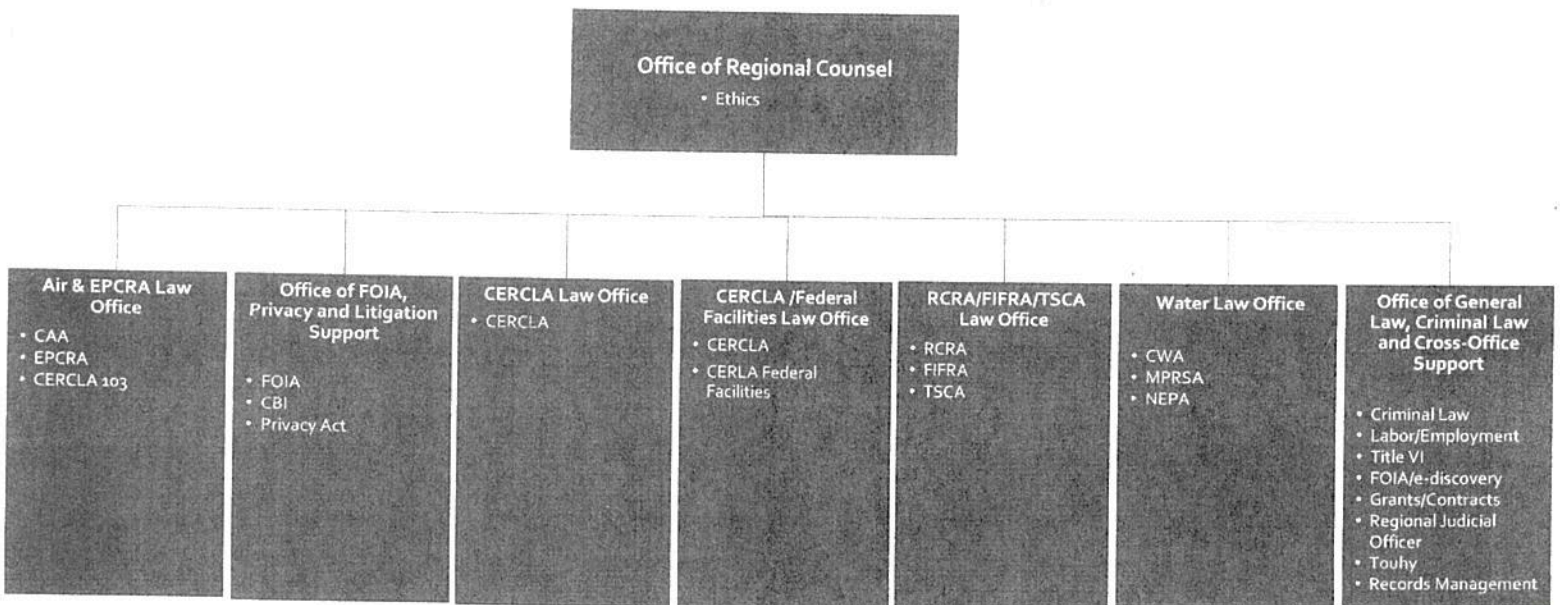 Office of Regional Counsel
• Ethics
Air & EPCRA Law
Office
• CAA
• EPCRA
• CERCLA 103
Office of FOIA,
Privacy and Litigation
Support
• FOIA
• CBI
• Privacy Act
CERCLA Law Office
• CERCLA
CERCLA /Federal
Facilities Law Office
• CERCLA
• CERLA Federal
Facilities
RCRA/FIFRA/TSCA
Law Office
• RCRA
• FIFRA
• TSCA
Water Law Office
• CWA
• MPRSA
• NEPA
Office of General
Law, Criminal Law
and Cross-Office
Support
• Criminal Law
• Labor/Employment
• Title VI
• FOIA/e-discovery
• Grants/Contracts
• Regional Judicial
Officer
• Touhy
• Records Management